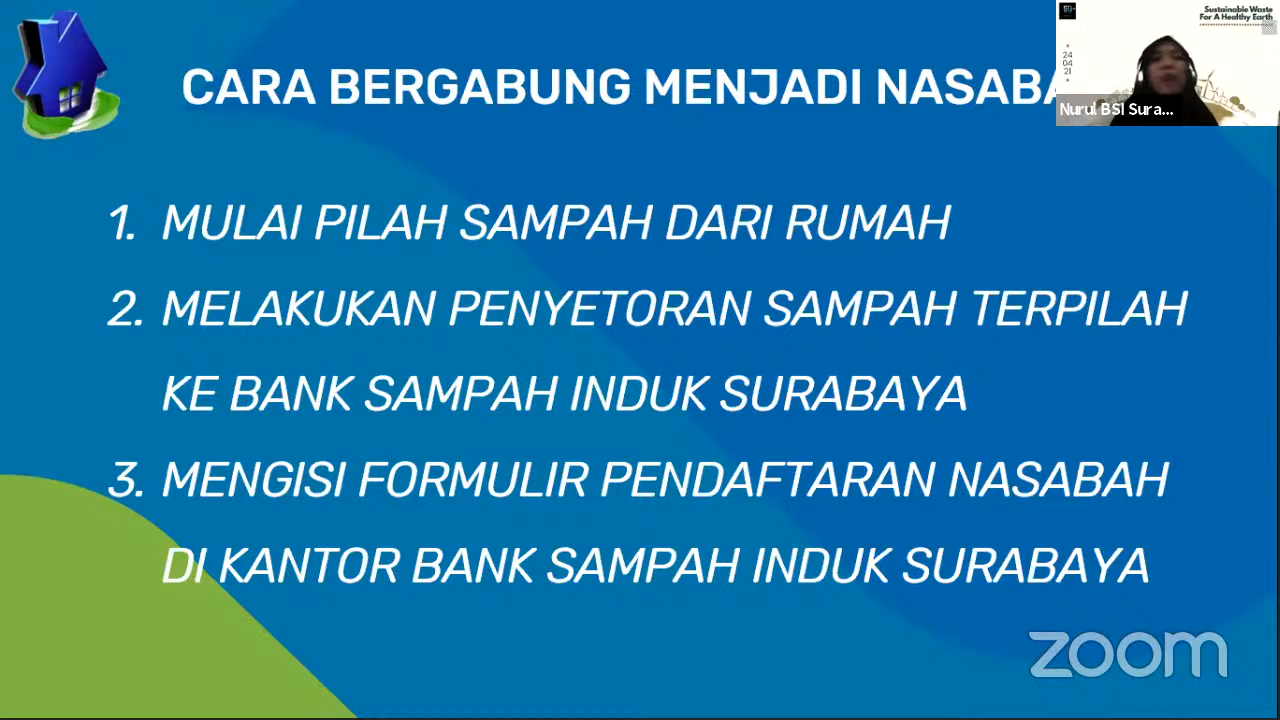 CARA BERGABUNG MENJADI
Sustainable Waste
For A Healthy Earth
24
04
21
Nurul BSI Sura...
1. MULAI PILAH SAMPAH DARI RUMAH
2. MELAKUKAN PENYETORAN SAMPAH TERPILAH
KE BANK SAMPAH INDUK SURABAYA
3. MENGISI FORMULIR PENDAFTARAN NASABAH
DI KANTOR BANK SAMPAH INDUK SURABAYA
zoom